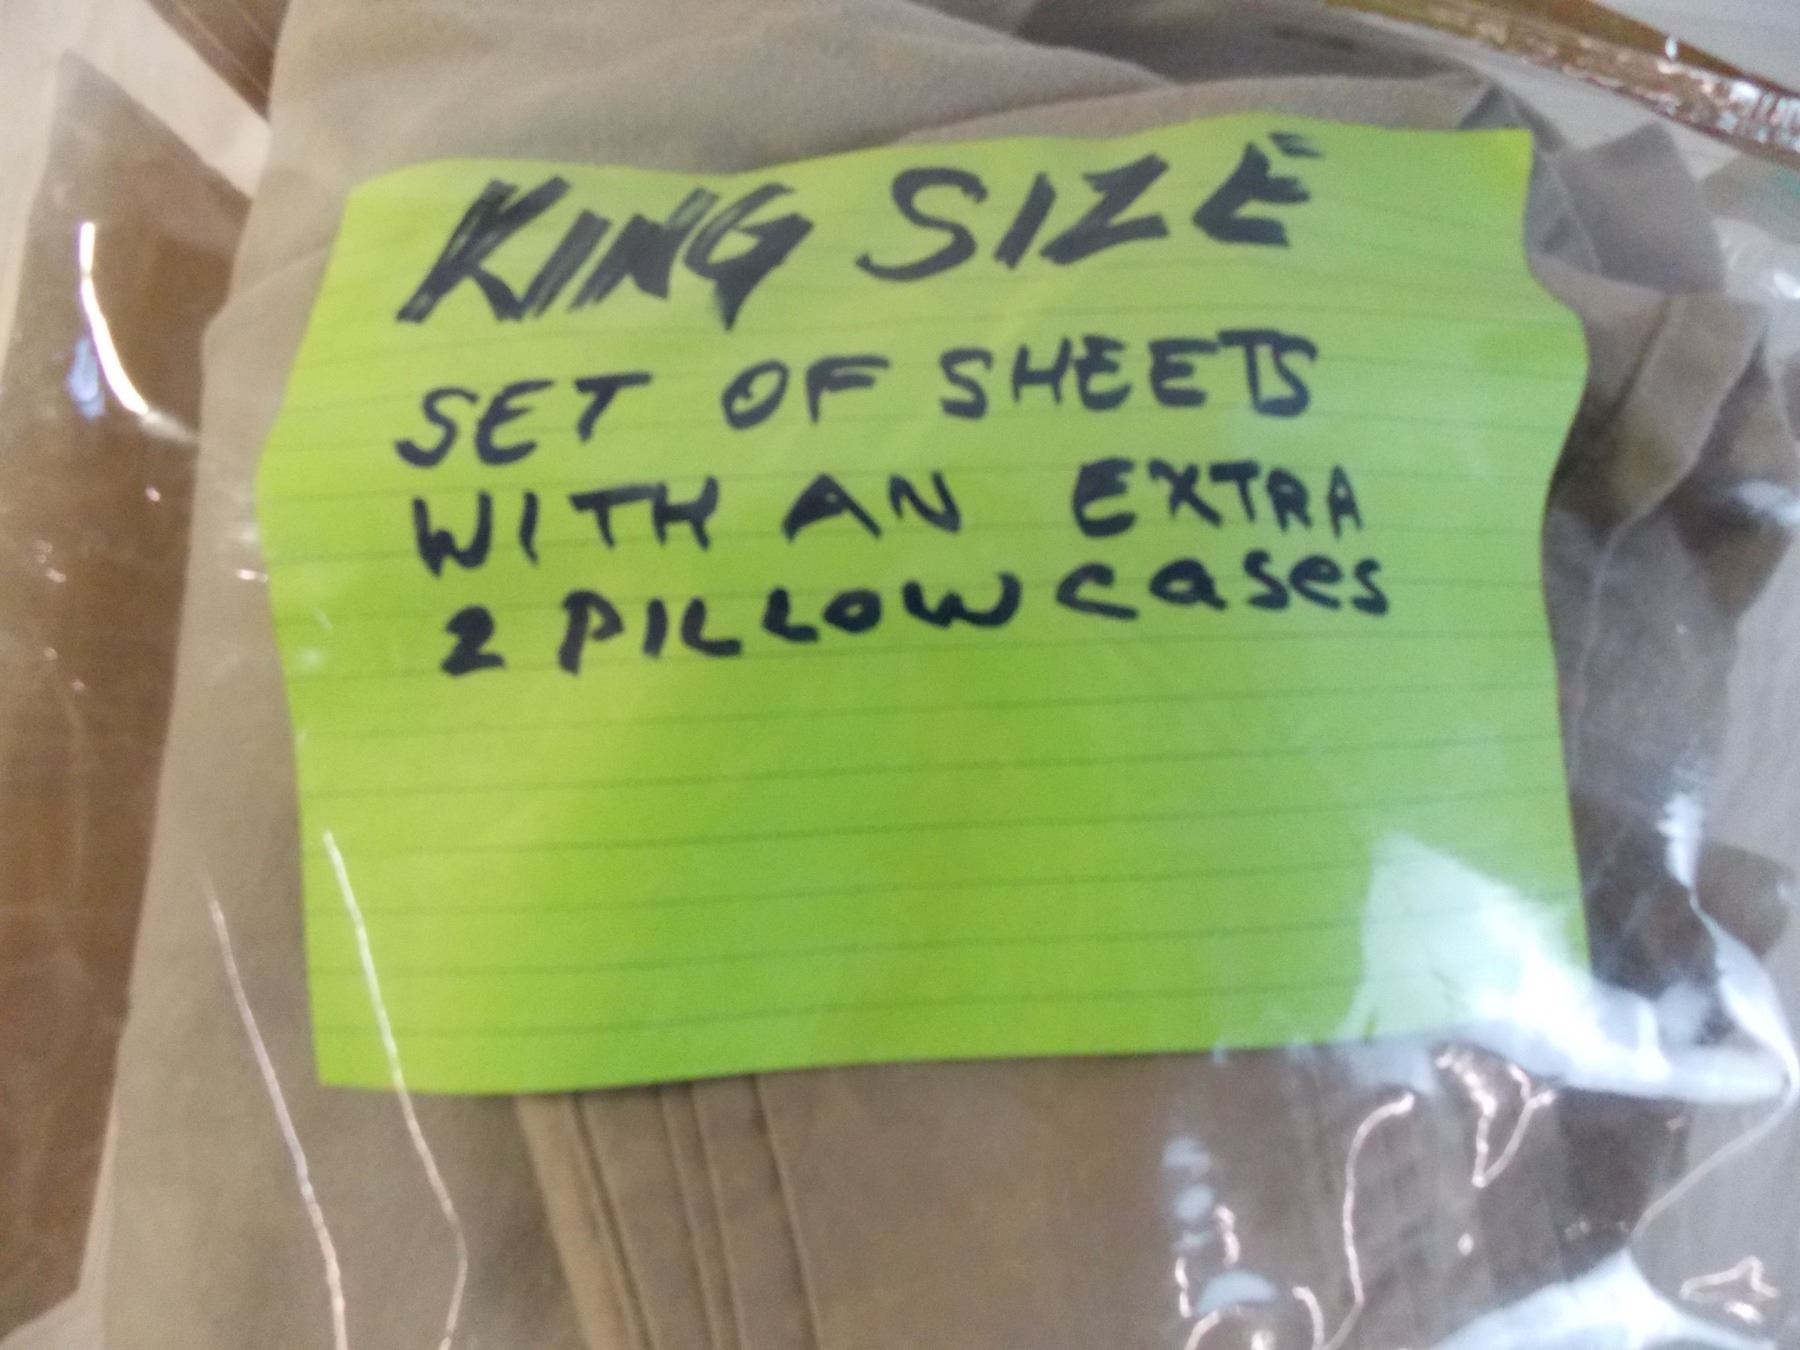 KING SIZE
SET OF SHEETS
WITH AN EXTRA
2 PILLOW cases